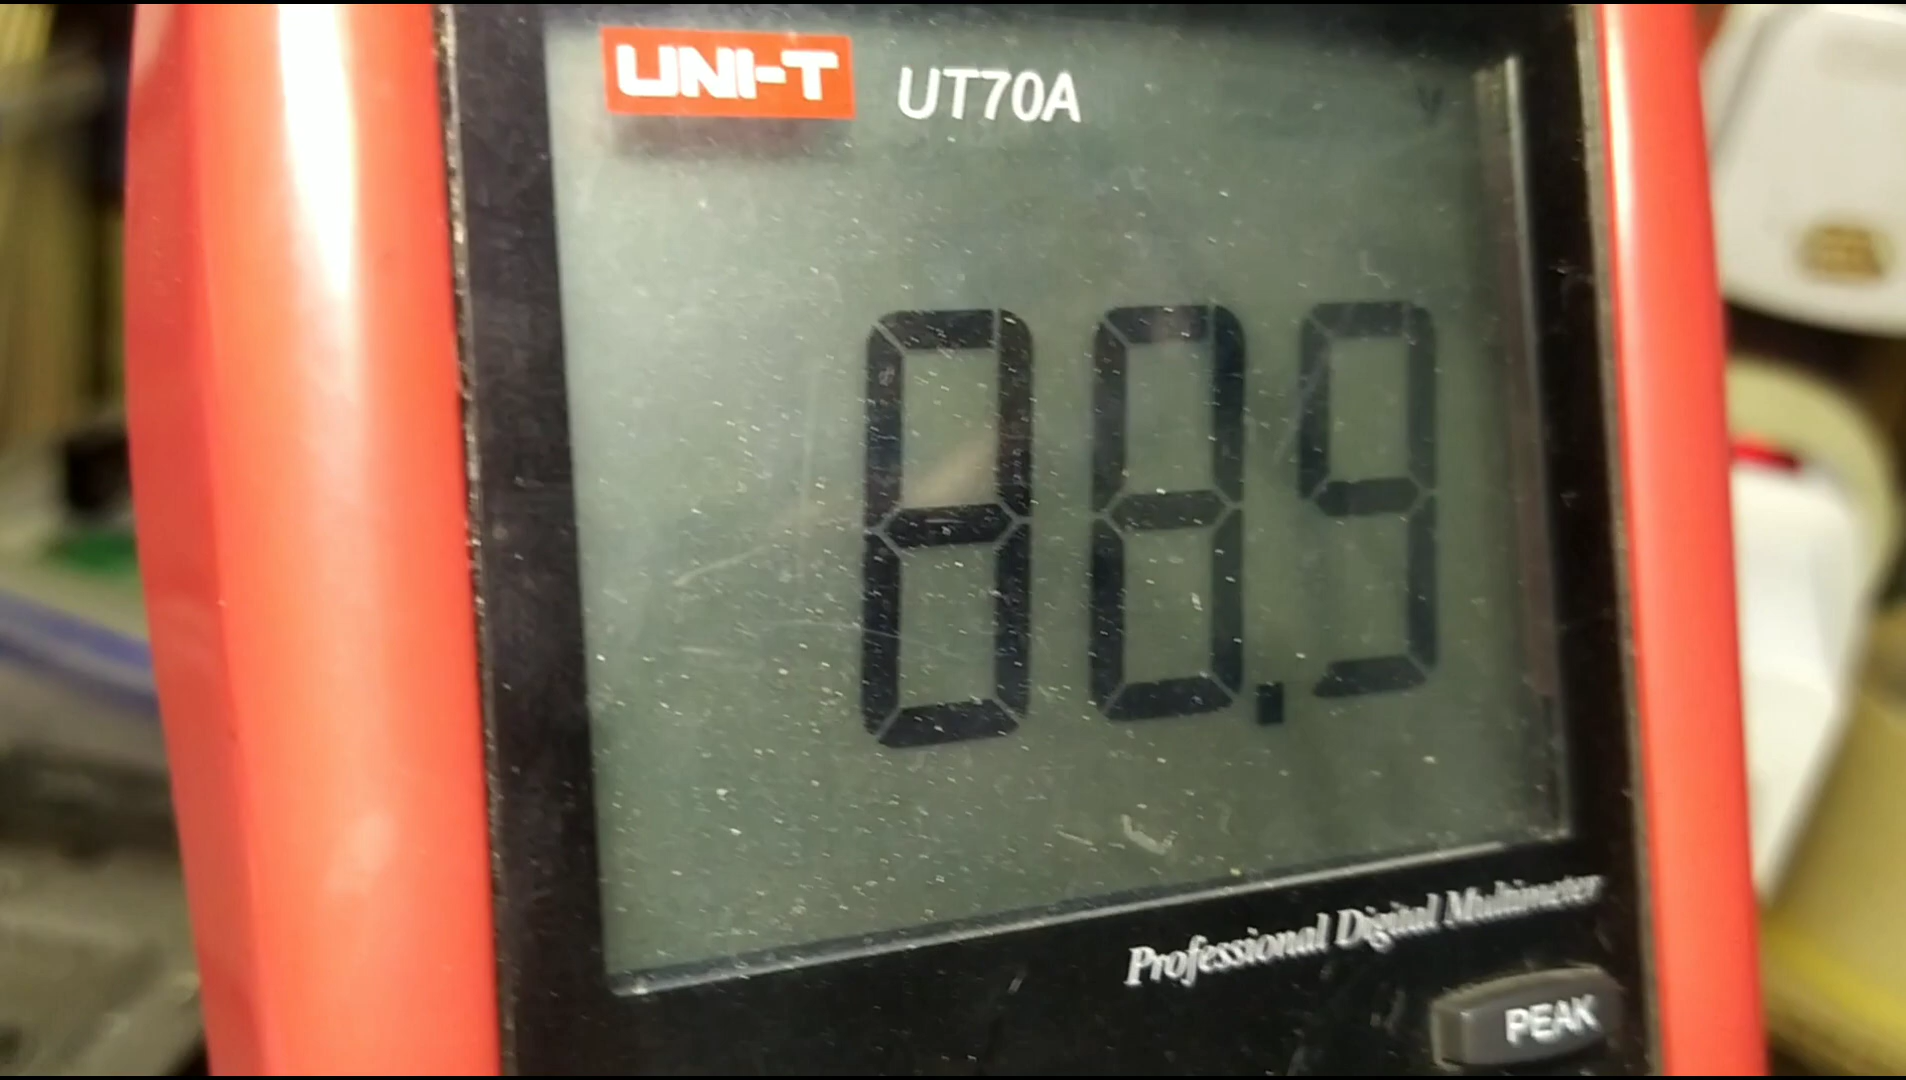 UNI-T UT70A
V
88.9
Professional Digital Multimeter
PEAK